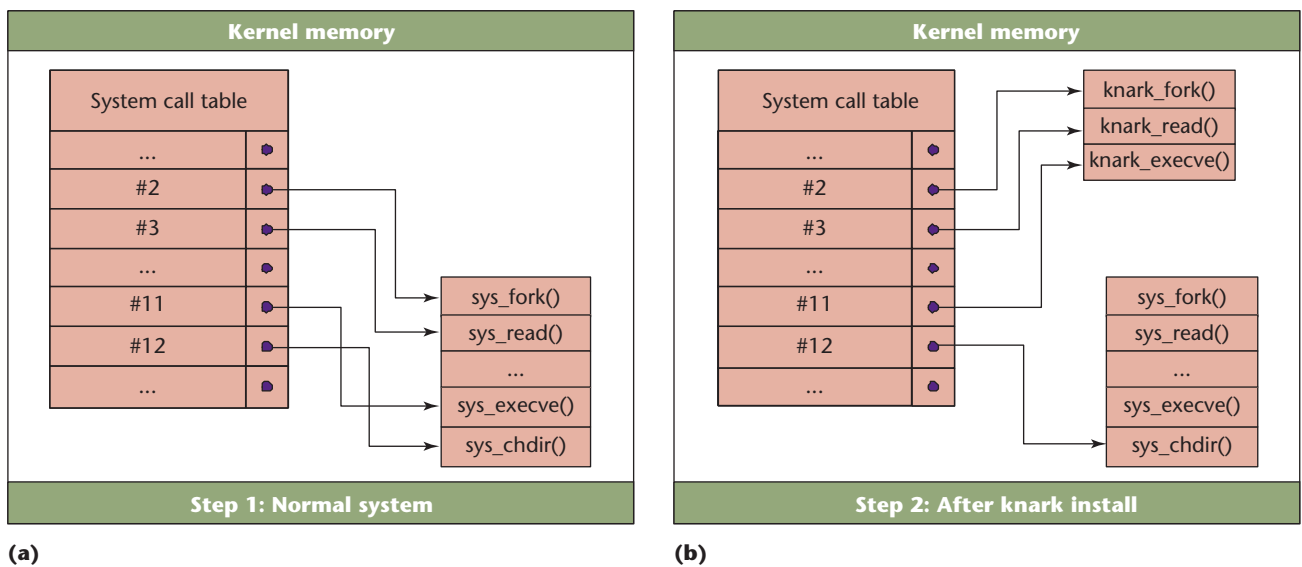 Kernel memory
System call table
...
#2
#3
...
#11
#12
...
sys_fork()
sys_read()
...
sys_execve()
sys_chdir()
Step 1: Normal system
(a)
Kernel memory
System call table
...
#2
#3
...
#11
#12
...
knark_fork()
knark_read()
knark_execve()
sys_fork()
sys_read()
...
sys_execve()
sys_chdir()
Step 2: After knark install
(b)